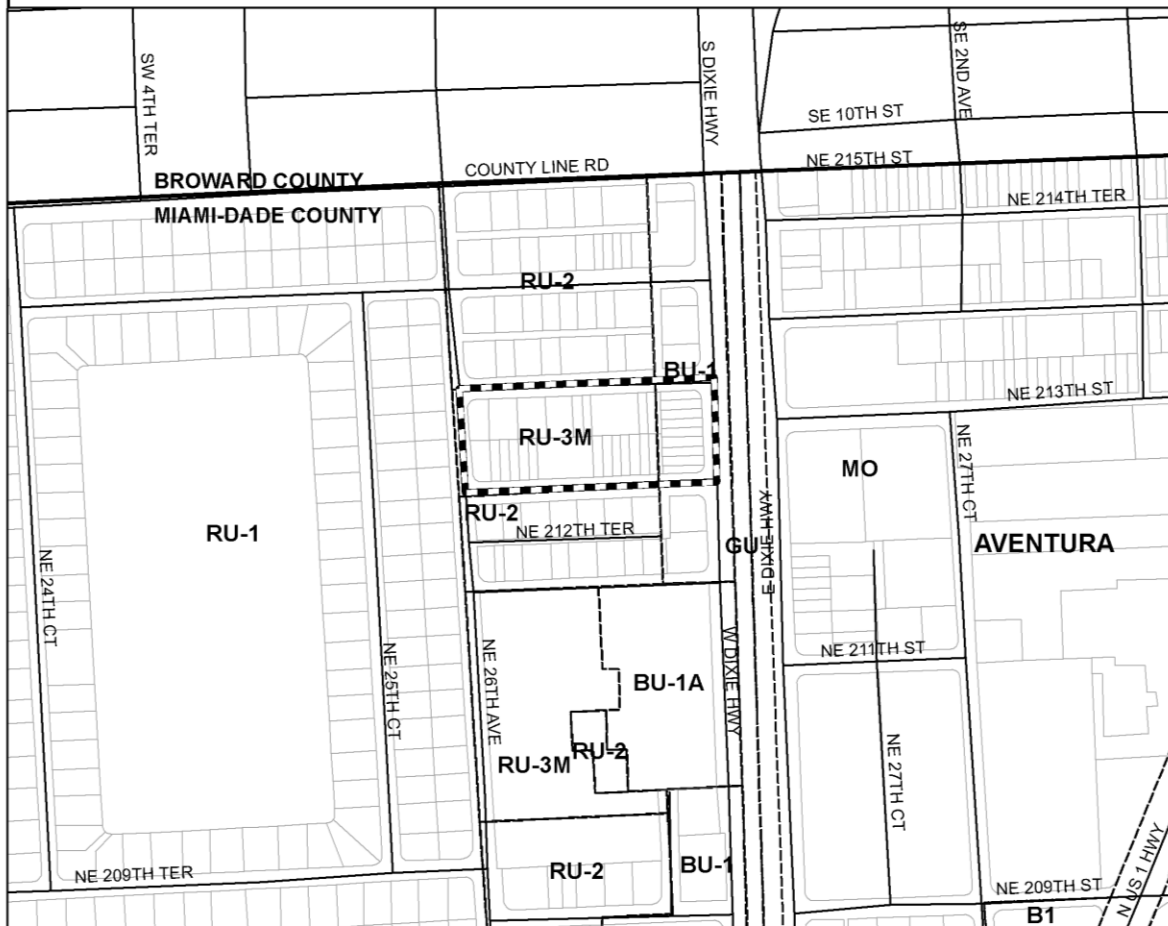 SW 4TH TER
S DIXIE HWY
SE 2ND AVE
SE 10TH ST
COUNTY LINE RD
NE 215TH ST
BROWARD COUNTY
MIAMI-DADE COUNTY
NE 214TH TER
RU-2
BU-1
NE 213TH ST
RU-3M
MO
NE 27TH CT
RU-2
NE 212TH TER
RU-1
GU
E DIXIE HWY
AVENTURA
NE 24TH CT
NE 25TH CT
NE 26TH AVE
W DIXIE HWY
NE 211TH ST
BU-1A
RU-2
RU-3M
NE 27TH CT
RU-2
BU-1
NE 209TH TER
NE 209TH ST
N US 1 HWY
B1